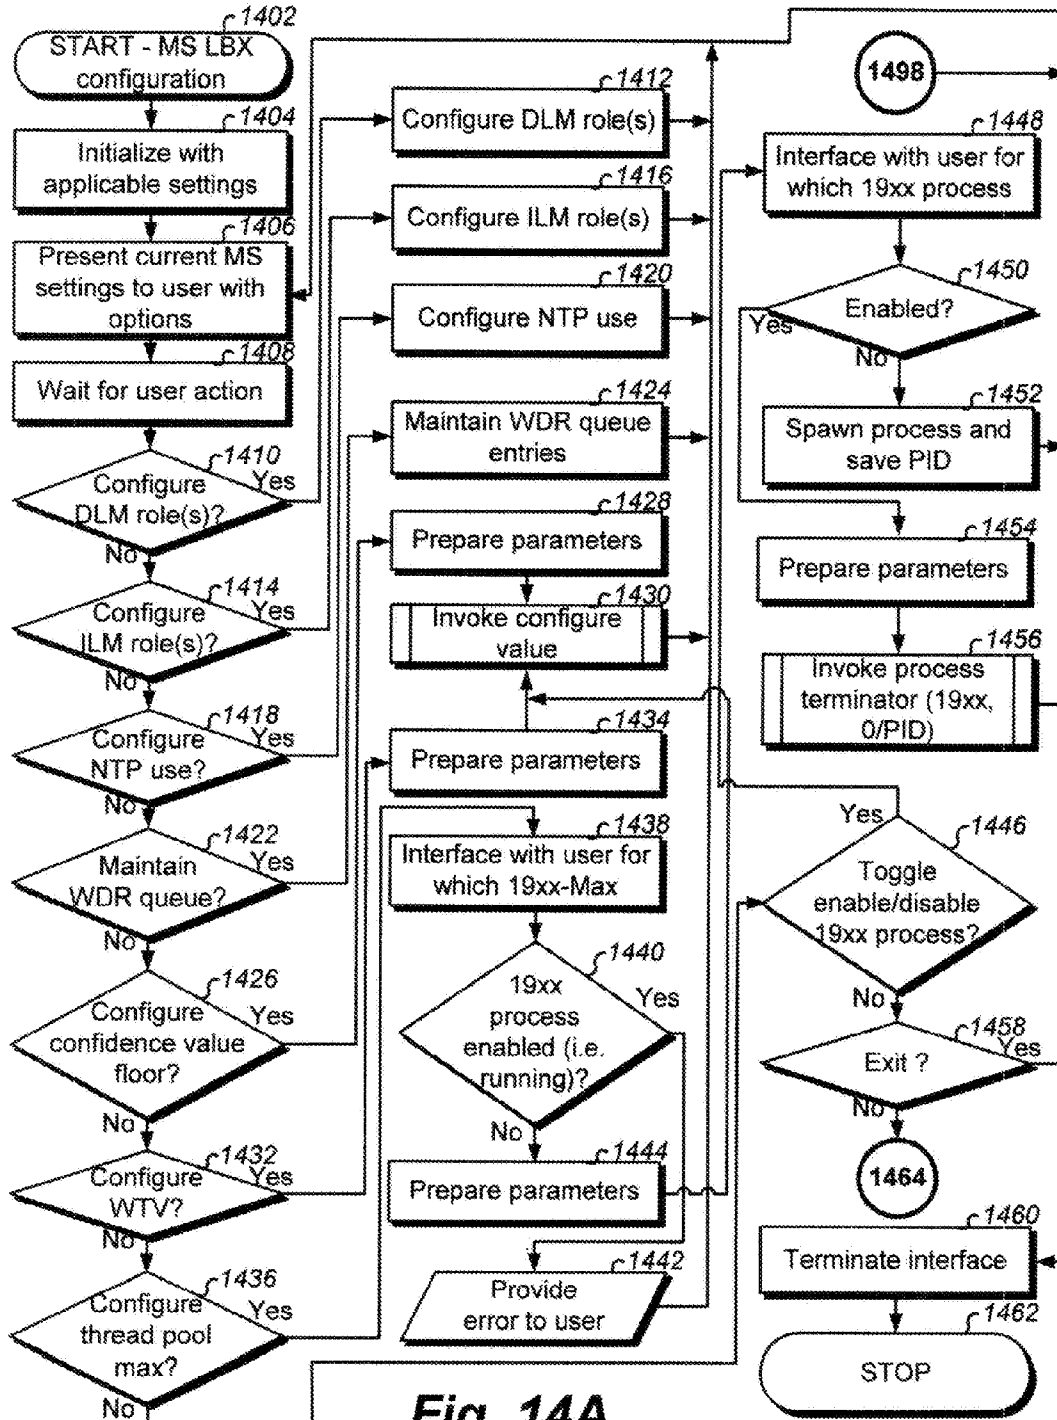 1402
START - MS LBX
configuration
1404
Initialize with
applicable settings
1406
Present current MS
settings to user with
options
1408
Wait for user action
1410
Configure
DLM role(s)?
Yes
No
1414
Configure
ILM role(s)?
Yes
No
1418
Configure
NTP use?
Yes
No
1422
Maintain
WDR queue?
Yes
No
1426
Configure
confidence value
floor?
Yes
No
1432
Configure
WTV?
Yes
No
1436
Configure
thread pool
max?
Yes
No
1412
Configure DLM role(s)
1416
Configure ILM role(s)
1420
Configure NTP use
1424
Maintain WDR queue
entries
1428
Prepare parameters
1430
Invoke configure
value
1434
Prepare parameters
1438
Interface with user for
which 19xx-Max
1440
19xx
process
enabled (i.e.
running)?
Yes
No
1444
Prepare parameters
1442
Provide
error to user
1498
1448
Interface with user for
which 19xx process
1450
Enabled?
Yes
No
1452
Spawn process and
save PID
1454
Prepare parameters
1456
Invoke process
terminator (19xx,
0/PID)
Yes
1446
Toggle
enable/disable
19xx process?
No
1458
Exit ?
Yes
No
1464
1460
Terminate interface
1462
STOP
Fig. 14A